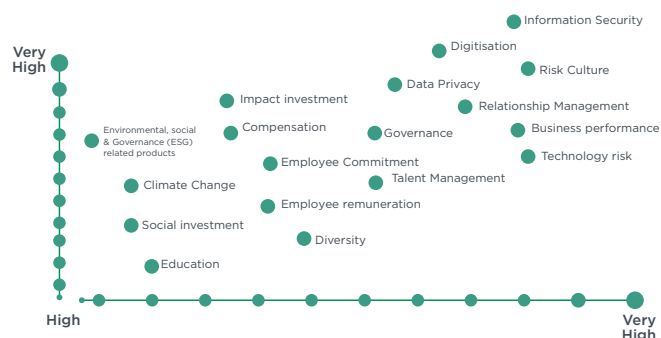 Information Security
Very
High
Digitisation
Risk Culture
Data Privacy
Impact investment
Relationship Management
Compensation
Environmental, social
& Governance (ESG)
related products
Governance
Business performance
Employee Commitment
Technology risk
Climate Change
Talent Management
Employee remuneration
Social investment
Diversity
Education
High
Very
High